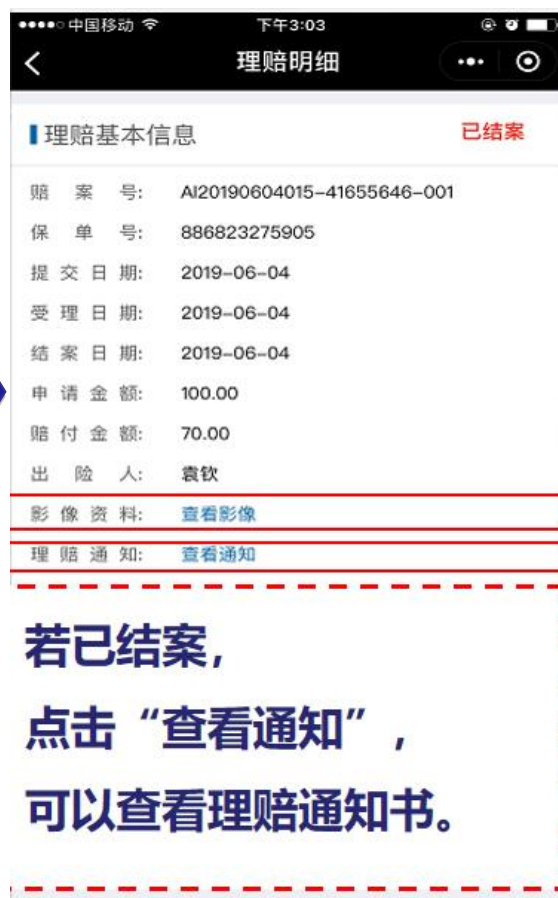 中国移动 下午3:03
理赔明细
理赔基本信息 已结案
赔案号: AI20190604015-41655646-001
保单号: 886823275905
提交日期: 2019-06-04
受理日期: 2019-06-04
结案日期: 2019-06-04
申请金额: 100.00
赔付金额: 70.00
出险人: 袁钦
影像资料: 查看影像
理赔通知: 查看通知
若已结案，
点击“查看通知”，
可以查看理赔通知书。